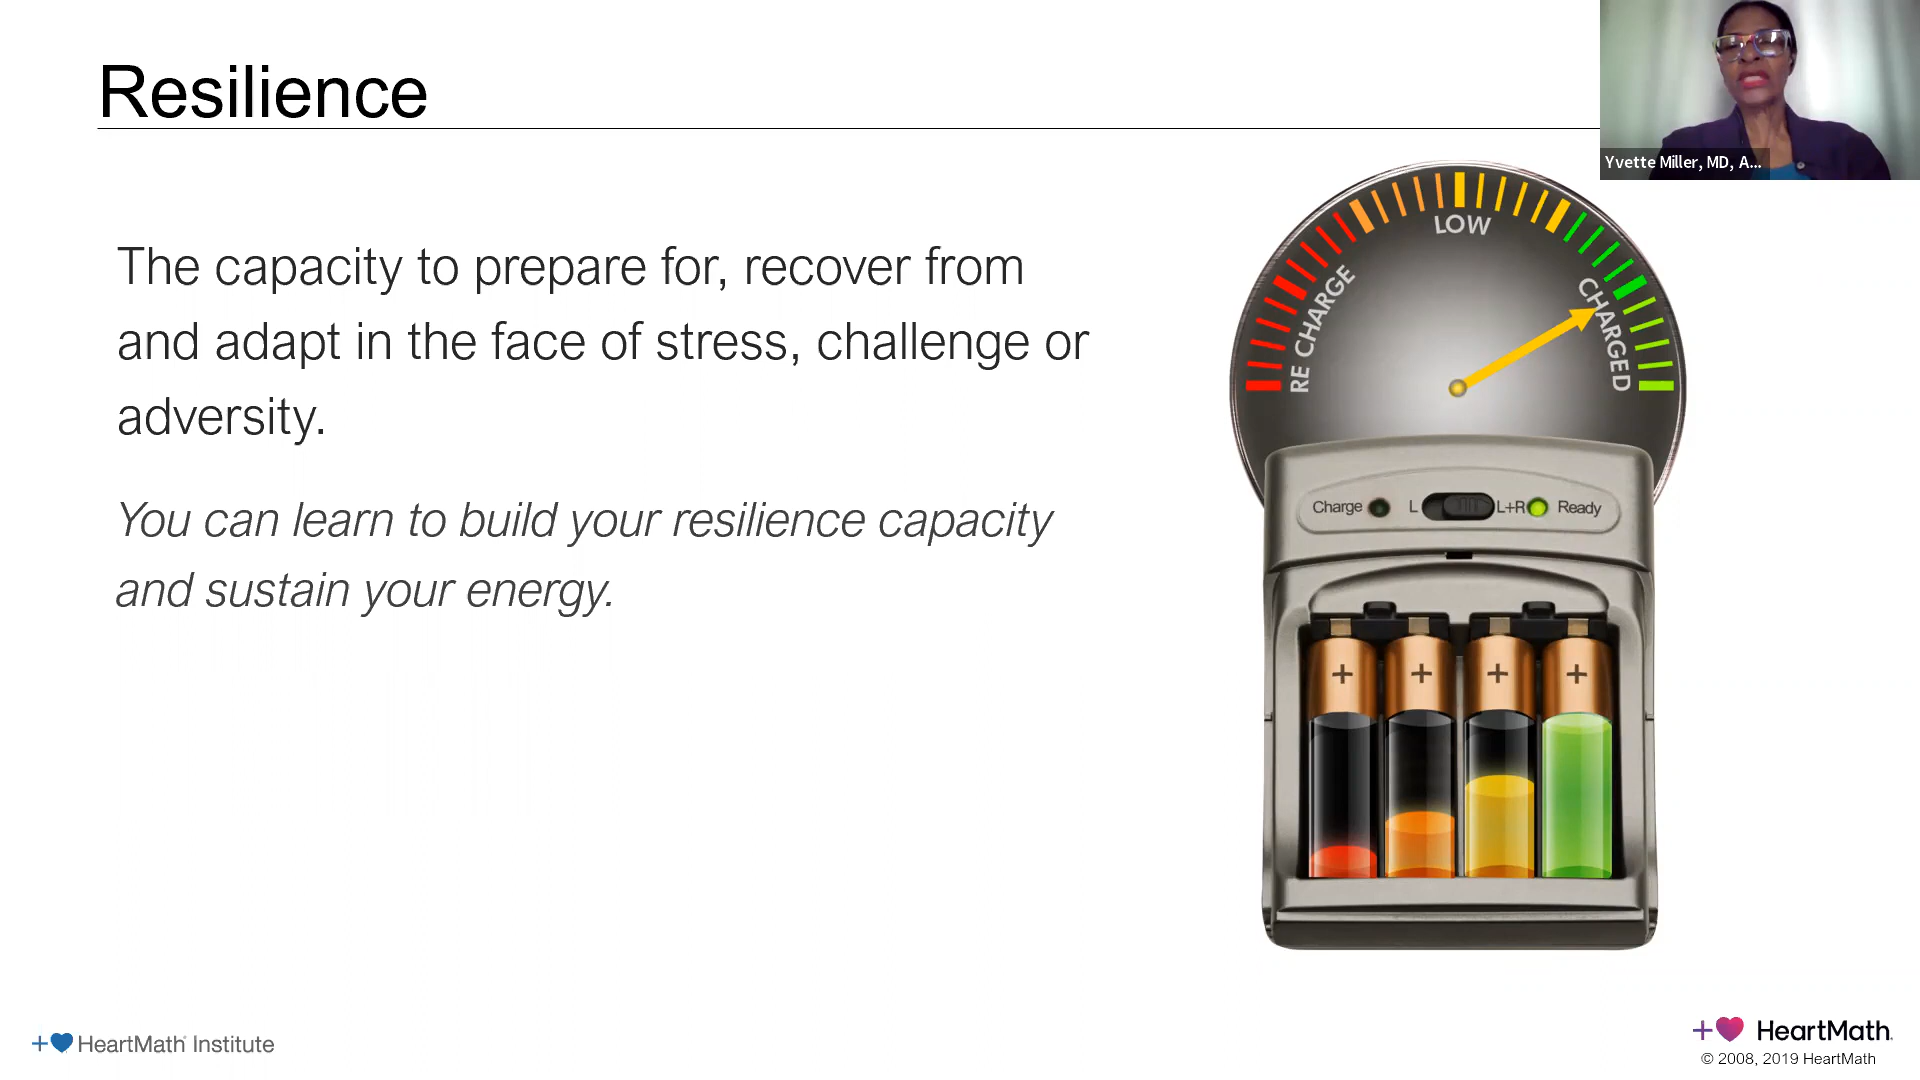 Resilience
Yvette Miller, MD, A...
The capacity to prepare for, recover from
and adapt in the face of stress, challenge or
adversity.
You can learn to build your resilience capacity
and sustain your energy.
RE CHARGE
LOW
CHARGED
Charge L L+R Ready
+ + + +
+ HeartMath Institute
+ HeartMath
© 2008, 2019 HeartMath